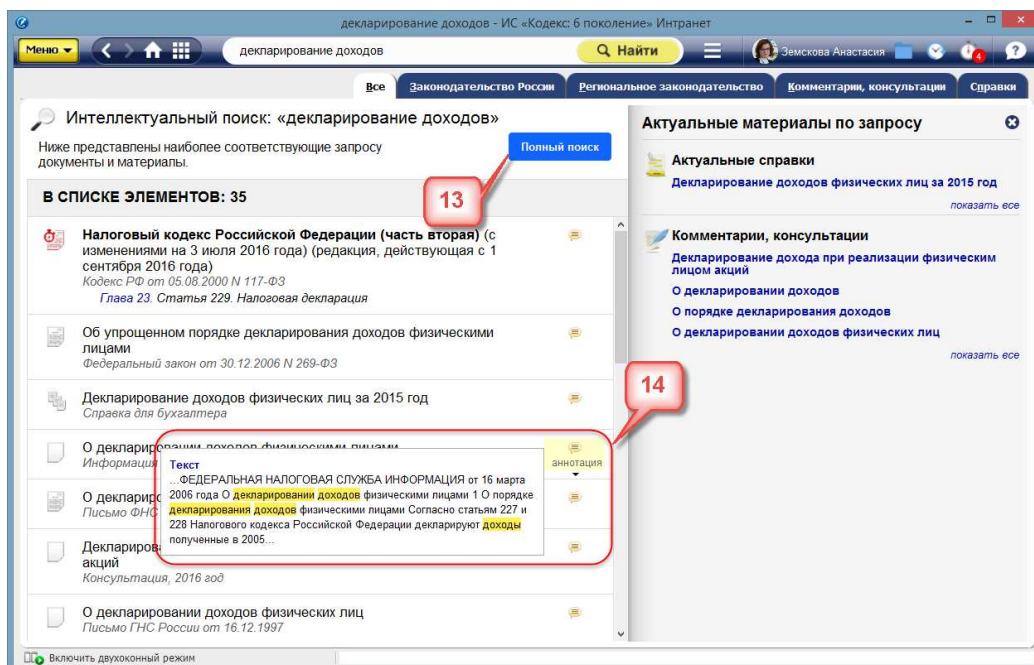 декларирование доходов - ИС «Кодекс: 6 поколение» Интранет
Меню
декларирование доходов
Найти
Земскова Анастасия
4
?
Все
Законодательство России
Региональное законодательство
Комментарии, консультации
Справки
Интеллектуальный поиск: «декларирование доходов»
Ниже представлены наиболее соответствующие запросу
документы и материалы.
Полный поиск
13
В СПИСКЕ ЭЛЕМЕНТОВ: 35
Налоговый кодекс Российской Федерации (часть вторая) (с
изменениями на 3 июля 2016 года) (редакция, действующая с 1
сентября 2016 года)
Кодекс РФ от 05.08.2000 N 117-ФЗ
Глава 23. Статья 229. Налоговая декларация
Об упрощенном порядке декларирования доходов физическими
лицами
Федеральный закон от 30.12.2006 N 269-ФЗ
Декларирование доходов физических лиц за 2015 год
Справка для бухгалтера
14
О декларировании доходов физическими лицами
Информация
аннотация
Текст
...ФЕДЕРАЛЬНАЯ НАЛОГОВАЯ СЛУЖБА ИНФОРМАЦИЯ от 16 марта
2006 года О декларировании доходов физическими лицами 1 О порядке
декларирования доходов физическими лицами Согласно статьям 227 и
228 Налогового кодекса Российской Федерации декларируют доходы
полученные в 2005...
О
Письмо ФНС
акций
Консультация, 2016 год
О декларировании доходов физических лиц
Письмо ГНС России от 16.12.1997
Актуальные материалы по запросу
Актуальные справки
Декларирование доходов физических лиц за 2015 год
показать все
Комментарии, консультации
Декларирование дохода при реализации физическим
лицом акций
О декларировании доходов
О порядке декларирования доходов
О декларировании доходов физических лиц
показать все
Включить двухоконный режим